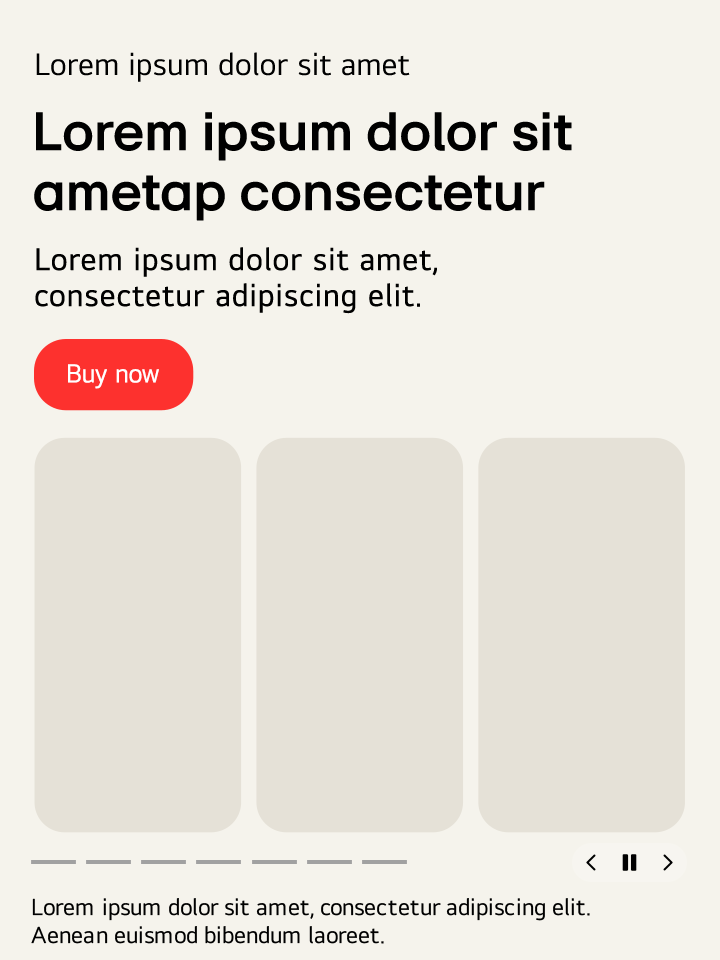 Lorem ipsum dolor sit amet
Lorem ipsum dolor sit
ametap consectetur
Lorem ipsum dolor sit amet,
consectetur adipiscing elit.
Buy now
Lorem ipsum dolor sit amet, consectetur adipiscing elit.
Aenean euismod bibendum laoreet.